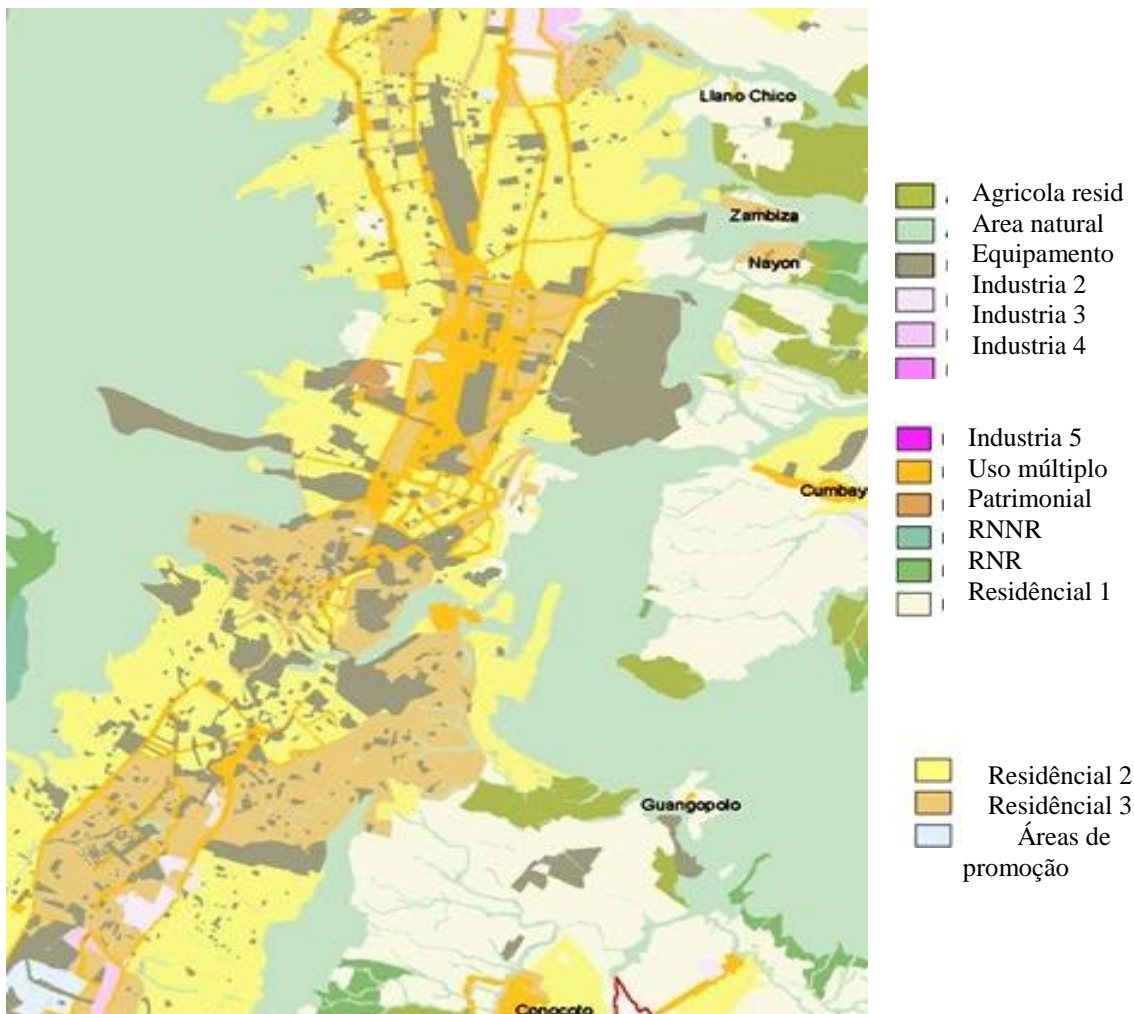 Llano Chico
Zambiza
Nayon
Cumbay
Guangopolo
Conocoto
Agricola resid
Area natural
Equipamento
Industria 2
Industria 3
Industria 4
Industria 5
Uso múltiplo
Patrimonial
RNNR
RNR
Residêncial 1
Residêncial 2
Residêncial 3
Áreas de
promoção